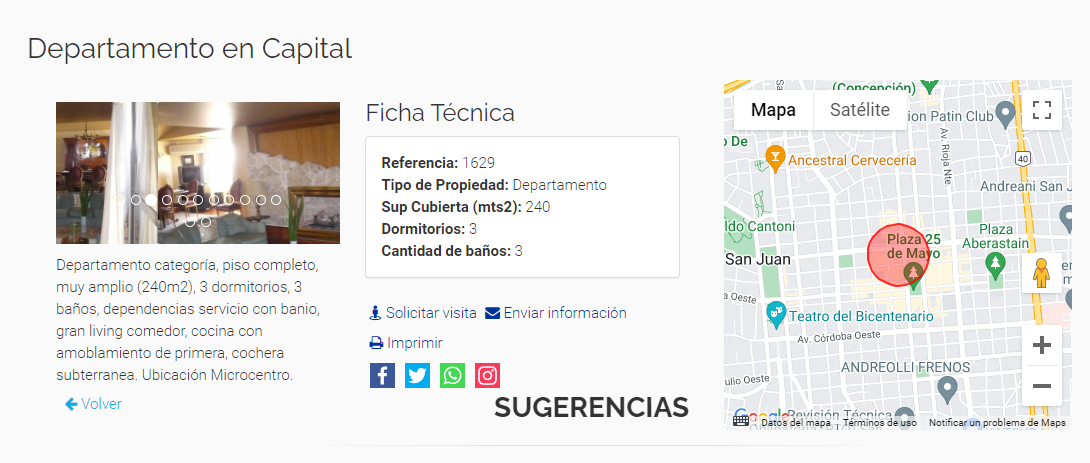 Departamento en Capital
Departamento categoría, piso completo,
muy amplio (240m2), 3 dormitorios, 3
baños, dependencias servicio con banio,
gran living comedor, cocina con
amoblamiento de primera, cochera
subterranea. Ubicación Microcentro.
Volver
Ficha Técnica
Referencia: 1629
Tipo de Propiedad: Departamento
Sup Cubierta (mts2): 240
Dormitorios: 3
Cantidad de baños: 3
Solicitar visita Enviar información
Imprimir
SUGERENCIAS
(Concepción)
Mapa Satélite
ion Patin Club
Av. Rioja Nte.
Ancestral Cervecería
40
Andreani San J
ldo Cantoni
Plaza 25
de Mayo
Plaza
Aberastain
San Juan
ia Oeste
Teatro del Bicentenario
Av. Córdoba Oeste
ANDREOLLI FRENOS
ulio Oeste
Google
Revisión Técnica
Datos del mapa Términos de uso Notificar un problema de Maps